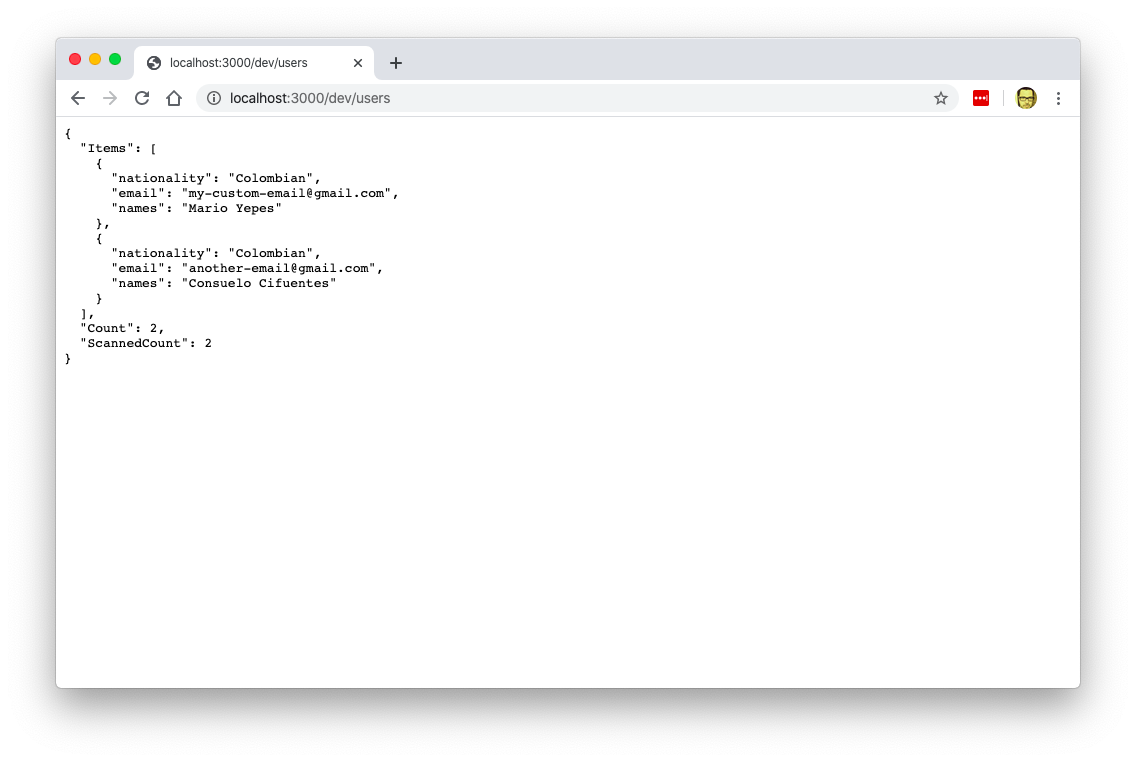 localhost:3000/dev/users
localhost:3000/dev/users
{
  "Items": [
    {
      "nationality": "Colombian",
      "email": "my-custom-email@gmail.com",
      "names": "Mario Yepes"
    },
    {
      "nationality": "Colombian",
      "email": "another-email@gmail.com",
      "names": "Consuelo Cifuentes"
    }
  ],
  "Count": 2,
  "ScannedCount": 2
}